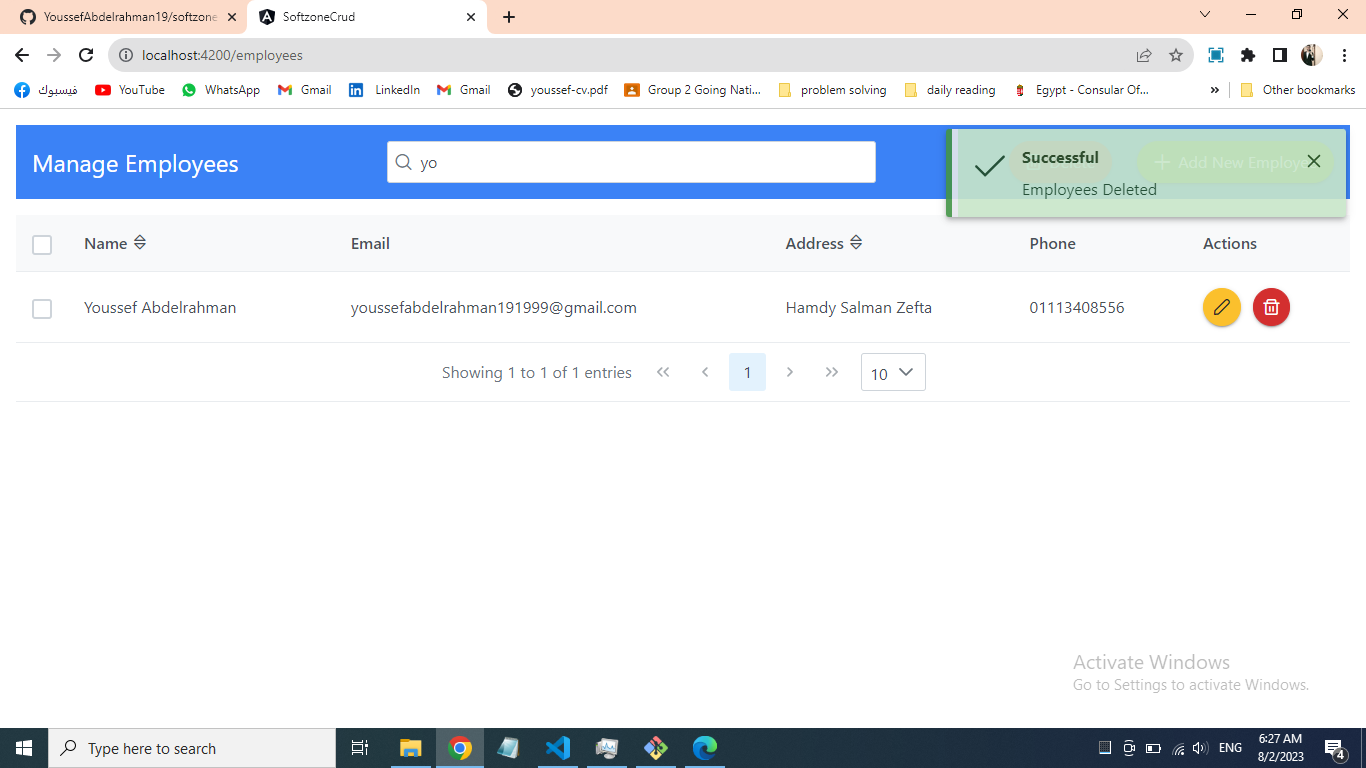 YoussefAbdelrahman19/softzone
SoftzoneCrud
localhost:4200/employees
فيسبوك
YouTube
WhatsApp
LinkedIn
Gmail
LinkedIn
Gmail
youssef-cv.pdf
Group 2 Going Nati...
problem solving
daily reading
Egypt - Consular Of...
»
Other bookmarks
Manage Employees
yo
Successful
Add New Employ
Employees Deleted
Name
Email
Address
Phone
Actions
Youssef Abdelrahman
youssefabdelrahman191999@gmail.com
Hamdy Salman Zefta
01113408556
Showing 1 to 1 of 1 entries
1
10
Activate Windows
Go to Settings to activate Windows.
Type here to search
ENG
6:27 AM
8/2/2023
4